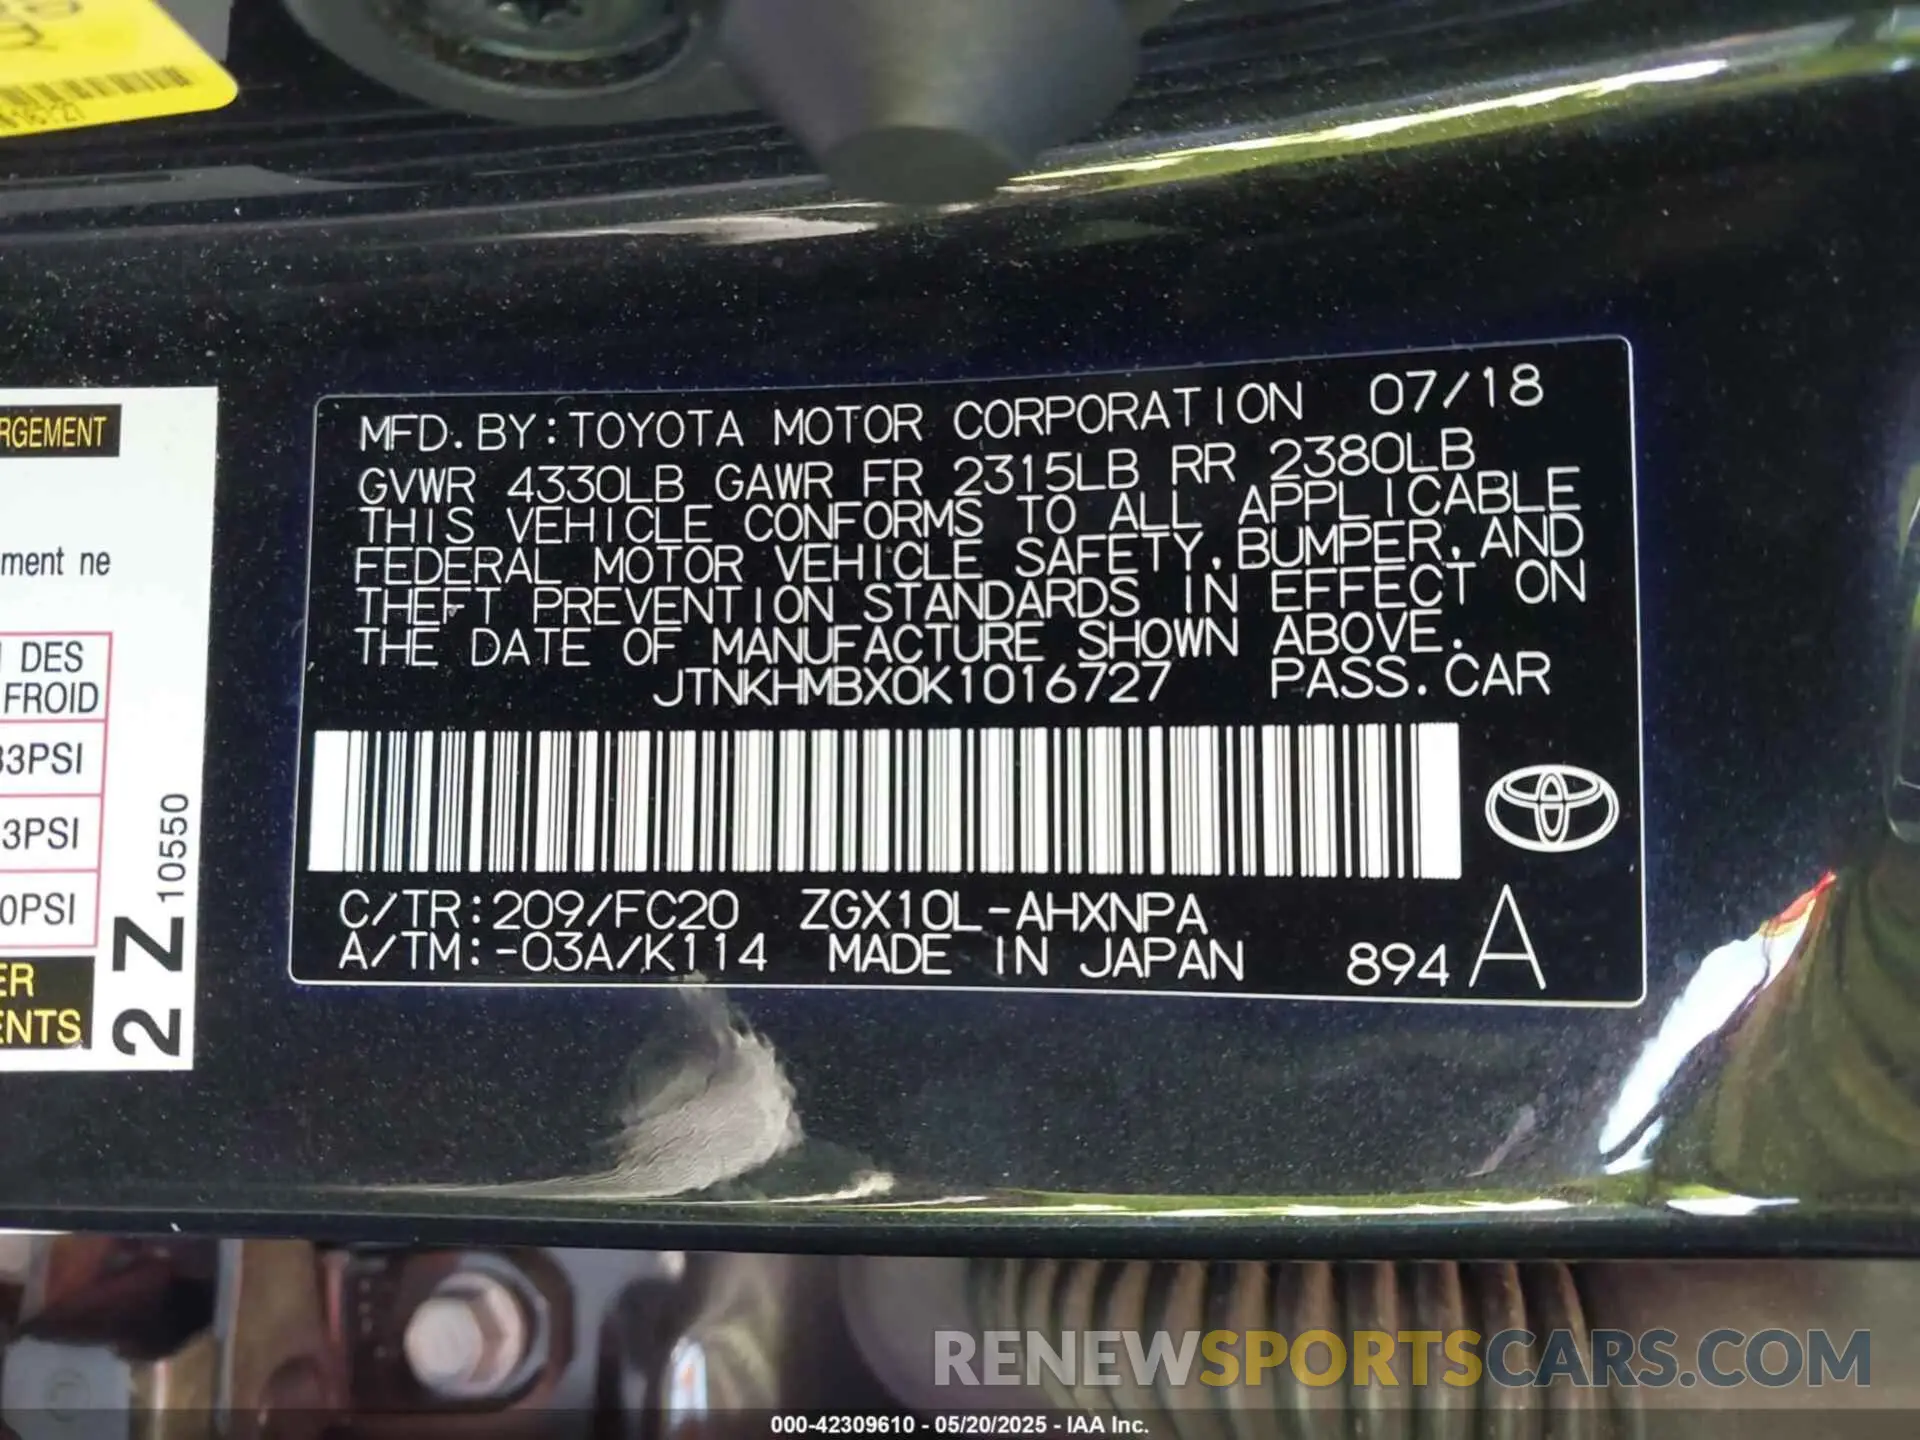 RGEMENT
ment ne
DES
FROID
33PSI
3PSI
0PSI
ER
ENTS
2Z
10550
MFD. BY:TOYOTA MOTOR CORPORATION 07/18
GVWR 4330LB GAWR FR 2315LB RR 2380LB
THIS VEHICLE CONFORMS TO ALL APPLICABLE
FEDERAL MOTOR VEHICLE SAFETY, BUMPER, AND
THEFT PREVENTION STANDARDS IN EFFECT ON
THE DATE OF MANUFACTURE SHOWN ABOVE.
JTNKHMBX0K1016727 PASS.CAR
C/TR:209/FC20 ZGX10L-AHXNPA
A/TM:-03A/K114 MADE IN JAPAN 894 A
RENEWSPORTSCARS.COM
000-42309610 - 05/20/2025 - IAA Inc.